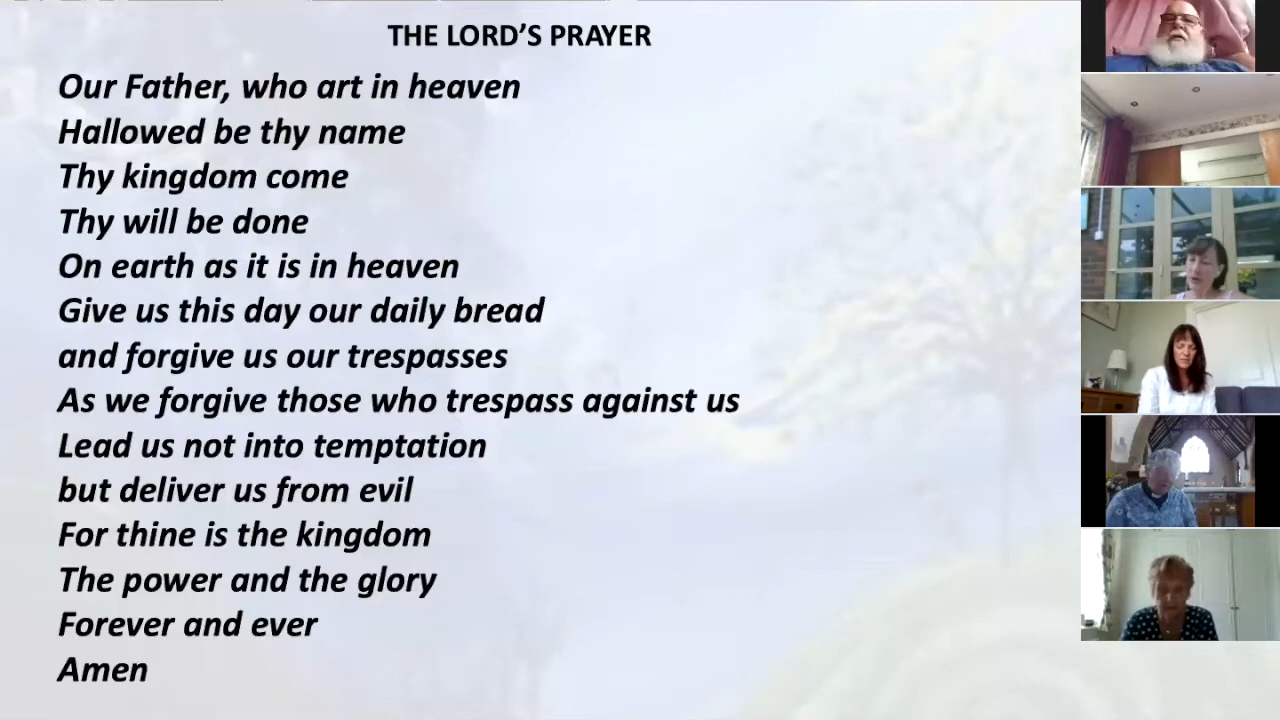 THE LORD’S PRAYER
Our Father, who art in heaven
Hallowed be thy name
Thy kingdom come
Thy will be done
On earth as it is in heaven
Give us this day our daily bread
and forgive us our trespasses
As we forgive those who trespass against us
Lead us not into temptation
but deliver us from evil
For thine is the kingdom
The power and the glory
Forever and ever
Amen